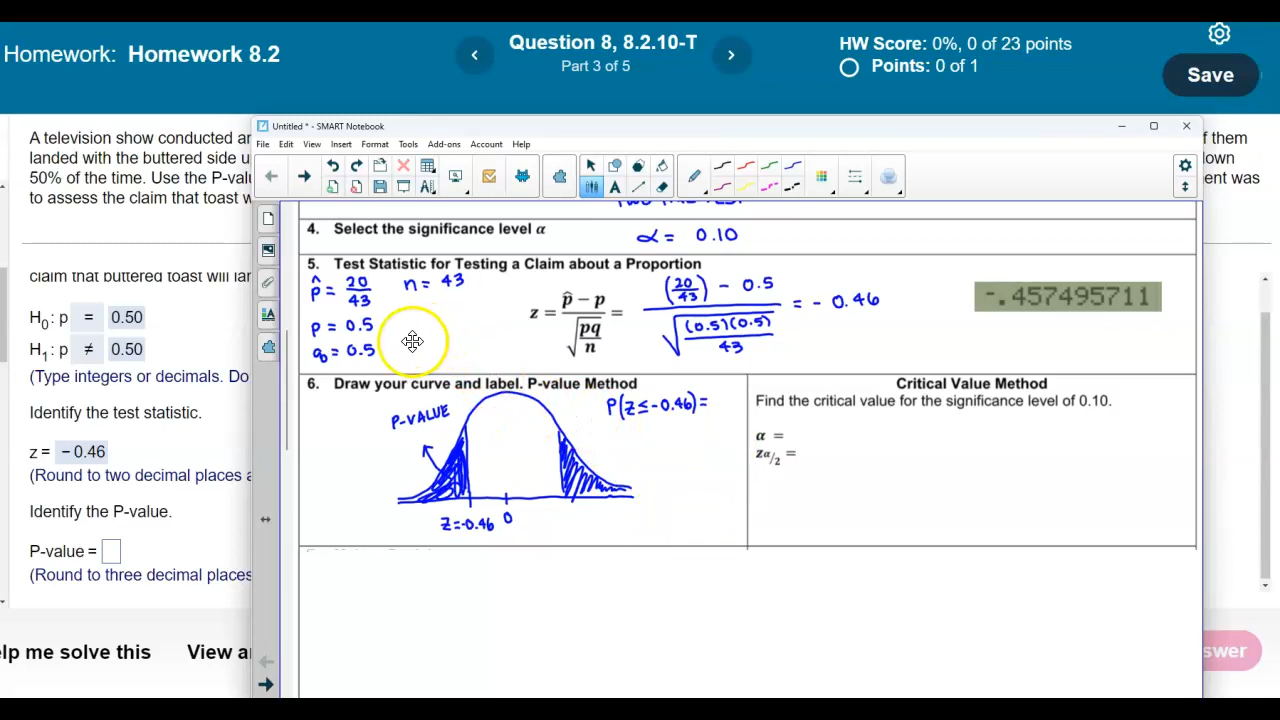 Homework: Homework 8.2
Question 8, 8.2.10-T
Part 3 of 5
HW Score: 0%, 0 of 23 points
Points: 0 of 1
Save
A television show conducted an
landed with the buttered side u
50% of the time. Use the P-valu
to assess the claim that toast w
f them
own
ent was
Untitled * - SMART Notebook
File Edit View Insert Format Tools Add-ons Account Help
4. Select the significance level α
α = 0.10
5. Test Statistic for Testing a Claim about a Proportion
p̂ = 20/43 n = 43
p = 0.5
q = 0.5
z = (p̂ − p)/√(pq/n) = ((20/43) - 0.5)/√((0.5)(0.5)/43) = - 0.46
-.457495711
6. Draw your curve and label. P-value Method
P-VALUE
P(z ≤ -0.46) =
z=-0.46 0
Critical Value Method
Find the critical value for the significance level of 0.10.
α =
zα/2 =
claim that buttered toast will lan
H0: p = 0.50
H1: p ≠ 0.50
(Type integers or decimals. Do
Identify the test statistic.
z = − 0.46
(Round to two decimal places a
Identify the P-value.
P-value =
(Round to three decimal places
elp me solve this
View a
swer